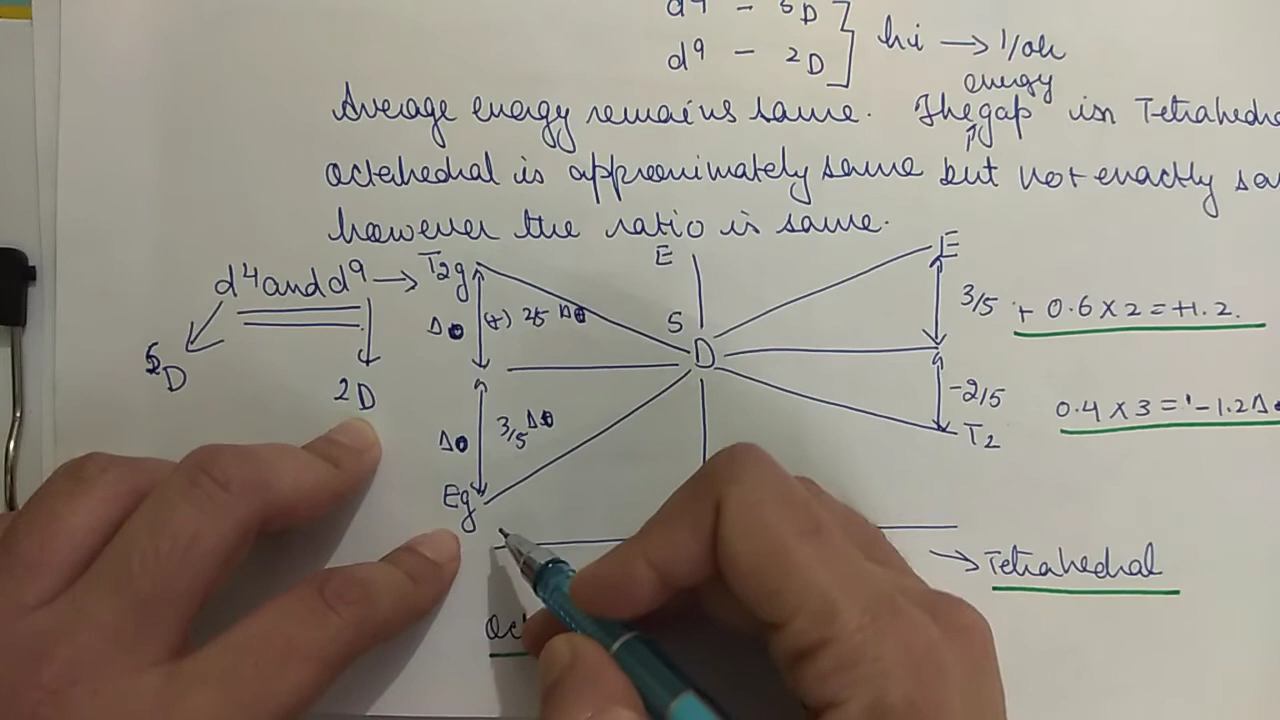 d4 - 5D
d9 - 2D
hi → 1/oh
Average energy remains same. The gap in Tetrahedr
energy
octahedral is approximately same but not exactly sa
however the ratio is same.
d4 and d9 → T2g
5D
2D
Δo
(+) 2/5 Δo
Δo
3/5 Δo
Eg
E
5
D
E
3/5
+ 0.6 × 2 = +1.2.
-2/5
0.4 × 3 = -1.2Δ
T2
→ Tetrahedral
oc